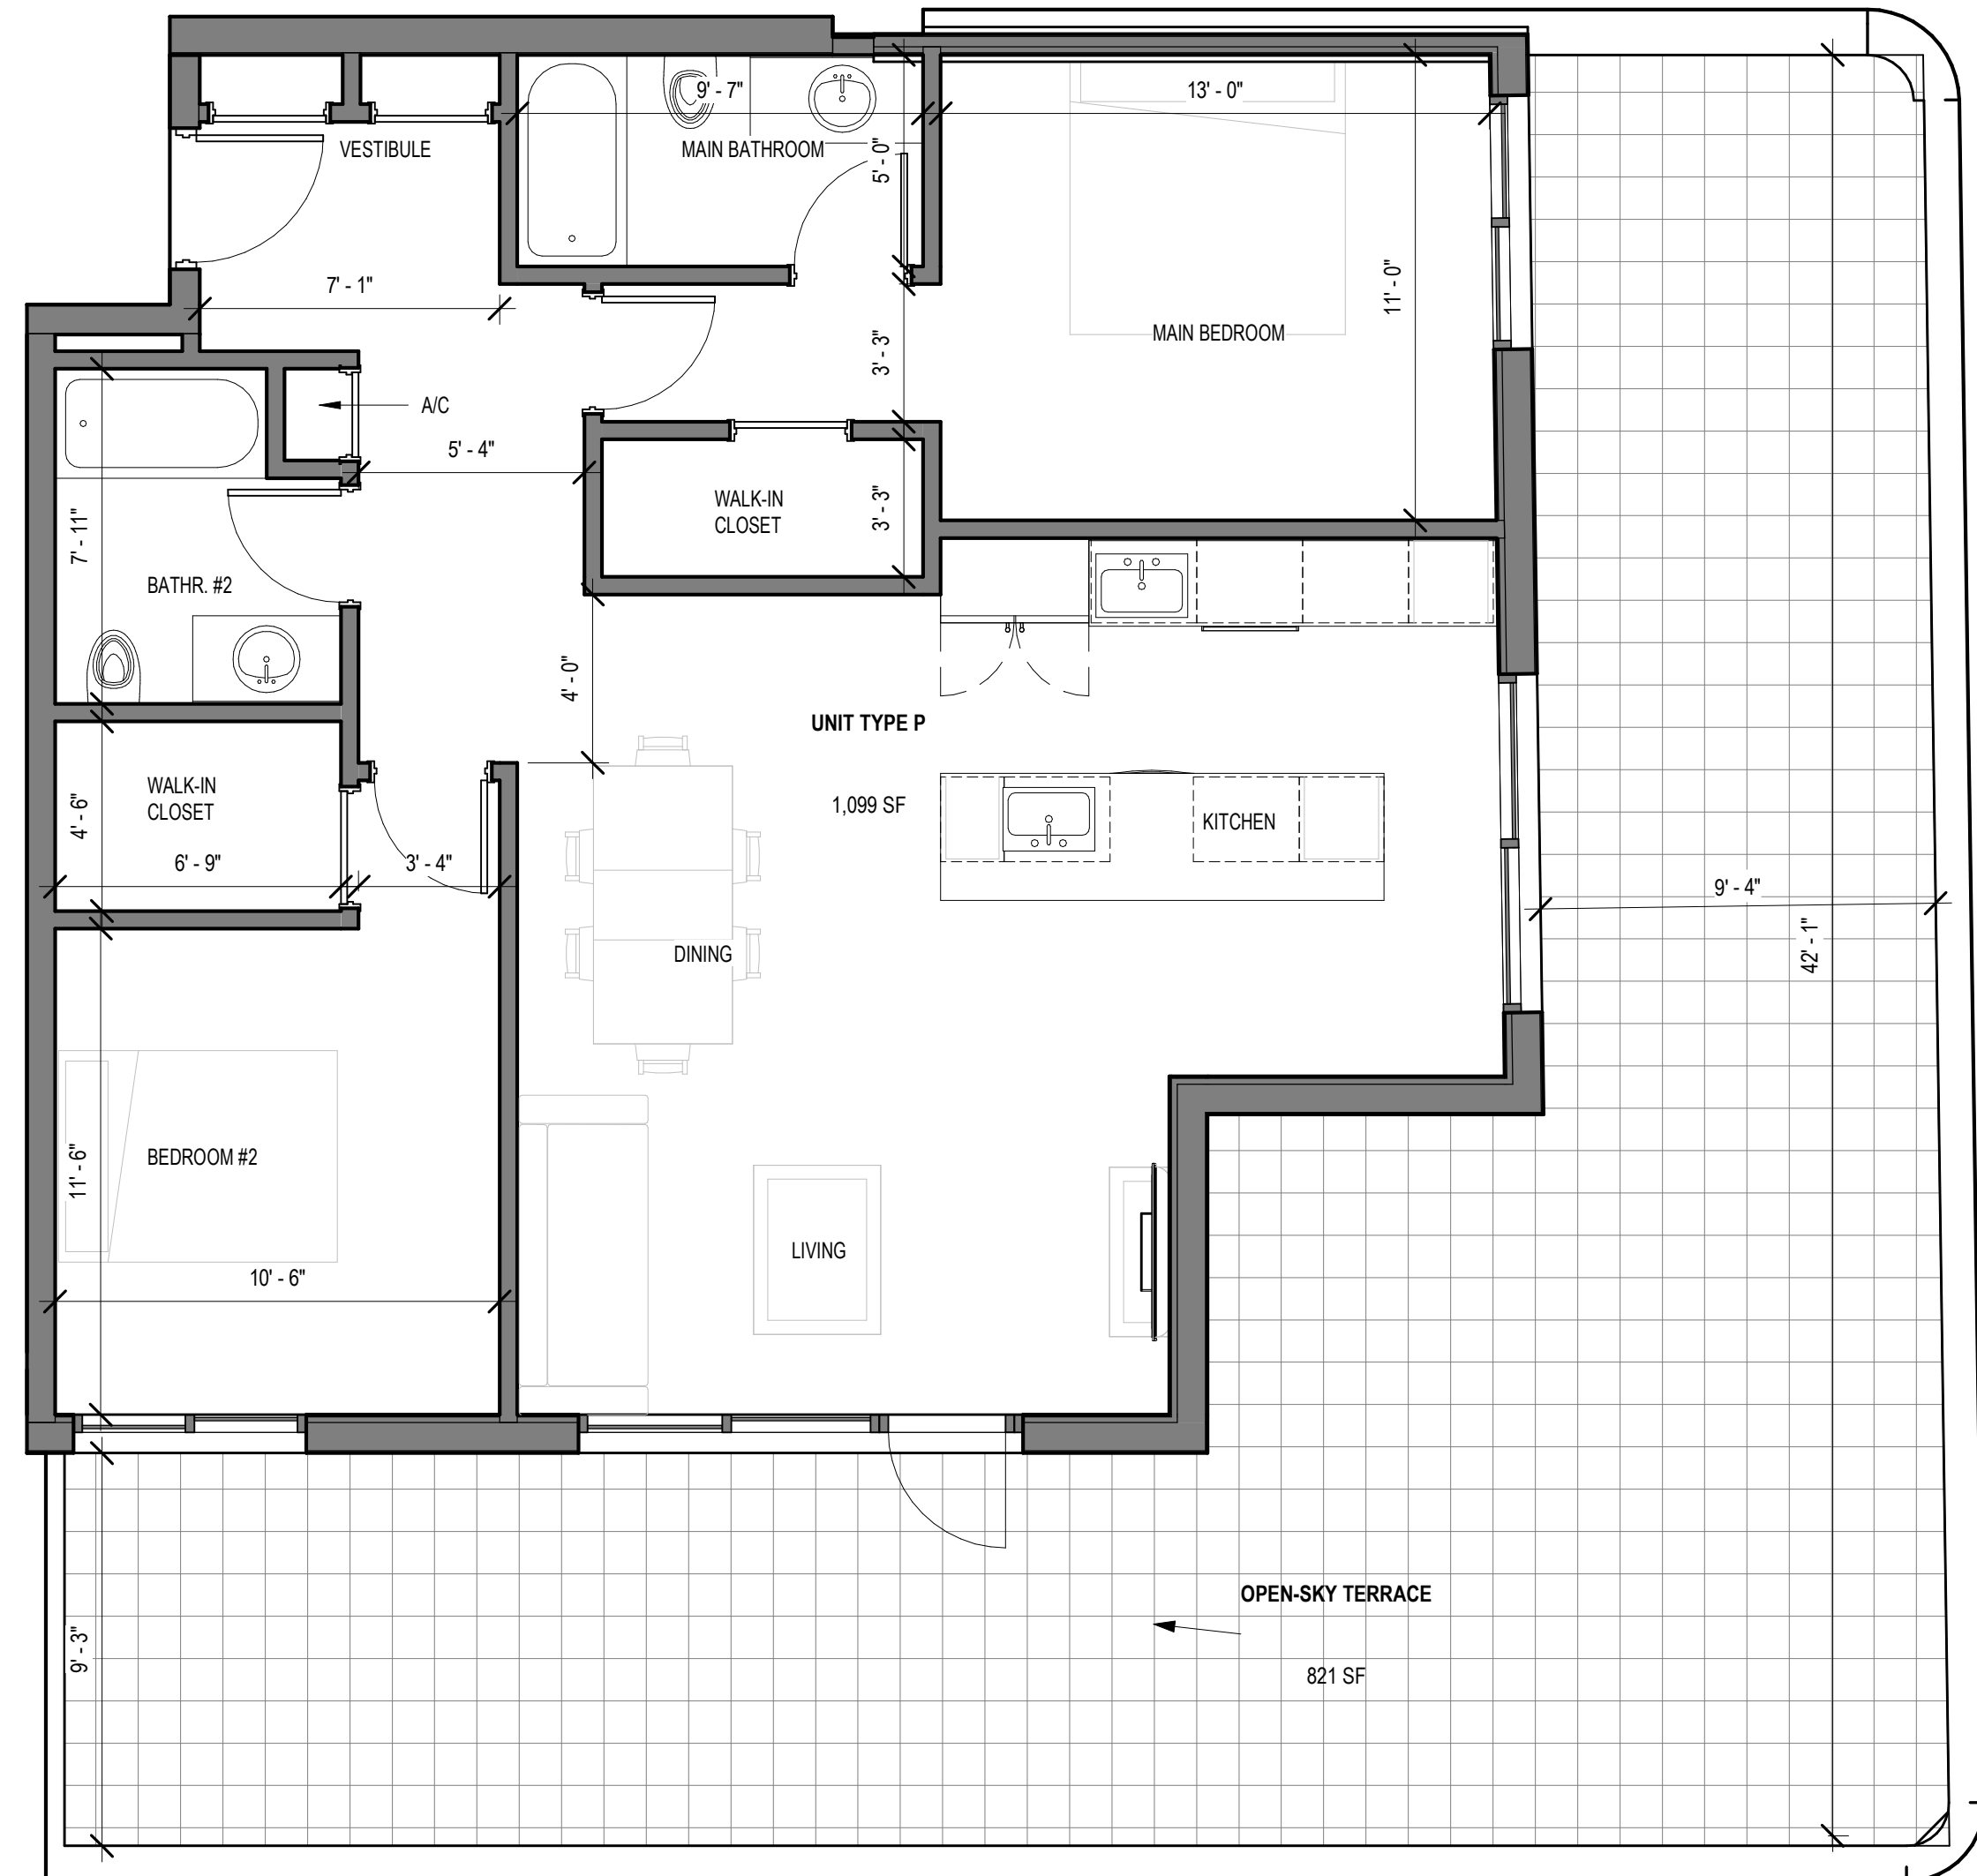 9' - 7"
13' - 0"
VESTIBULE
MAIN BATHROOM
5' - 0"
7' - 1"
11' - 0"
MAIN BEDROOM
3' - 3"
A/C
5' - 4"
WALK-IN
CLOSET
3' - 3"
7' - 11"
BATHR. #2
4' - 0"
UNIT TYPE P
1,099 SF
WALK-IN
CLOSET
4' - 6"
6' - 9"
3' - 4"
KITCHEN
9' - 4"
42' - 1"
DINING
BEDROOM #2
11' - 6"
LIVING
10' - 6"
OPEN-SKY TERRACE
9' - 3"
821 SF